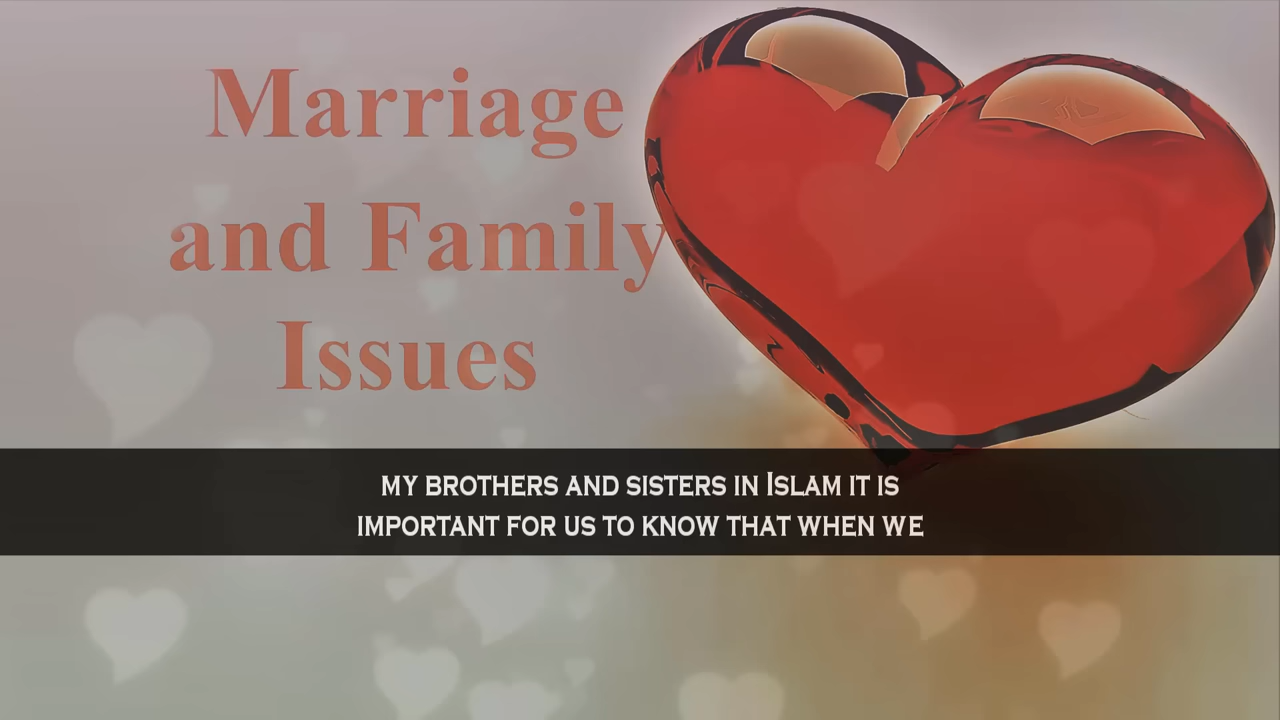 Marriage
and Family
Issues
MY BROTHERS AND SISTERS IN ISLAM IT IS
IMPORTANT FOR US TO KNOW THAT WHEN WE